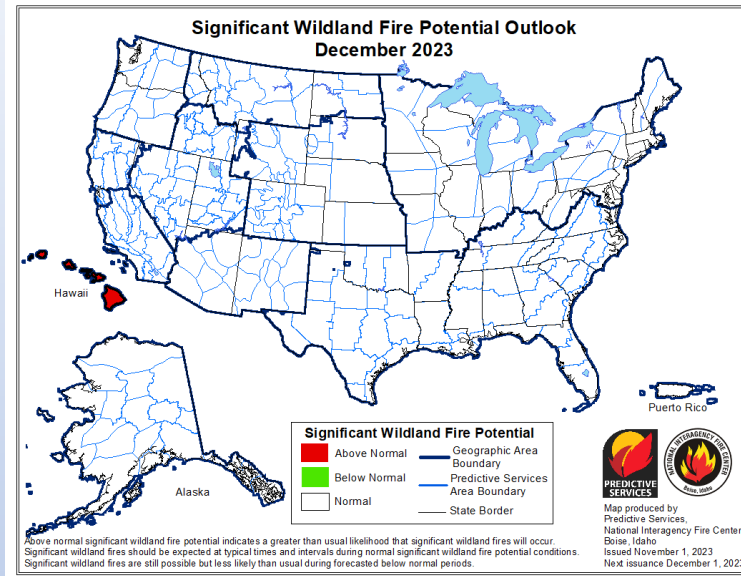 Significant Wildland Fire Potential Outlook
December 2023
Hawaii
Alaska
Puerto Rico
Significant Wildland Fire Potential
Above Normal
Below Normal
Normal
Geographic Area
Boundary
Predictive Services
Area Boundary
State Border
PREDICTIVE
SERVICES
NATIONAL INTERAGENCY FIRE CENTER
Boise, Idaho
Map produced by
Predictive Services,
National Interagency Fire Center
Boise, Idaho
Issued November 1, 2023
Next issuance December 1, 2023
Above normal significant wildland fire potential indicates a greater than usual likelihood that significant wildland fires will occur.
Significant wildland fires should be expected at typical times and intervals during normal significant wildland fire potential conditions.
Significant wildland fires are still possible but less likely than usual during forecasted below normal periods.